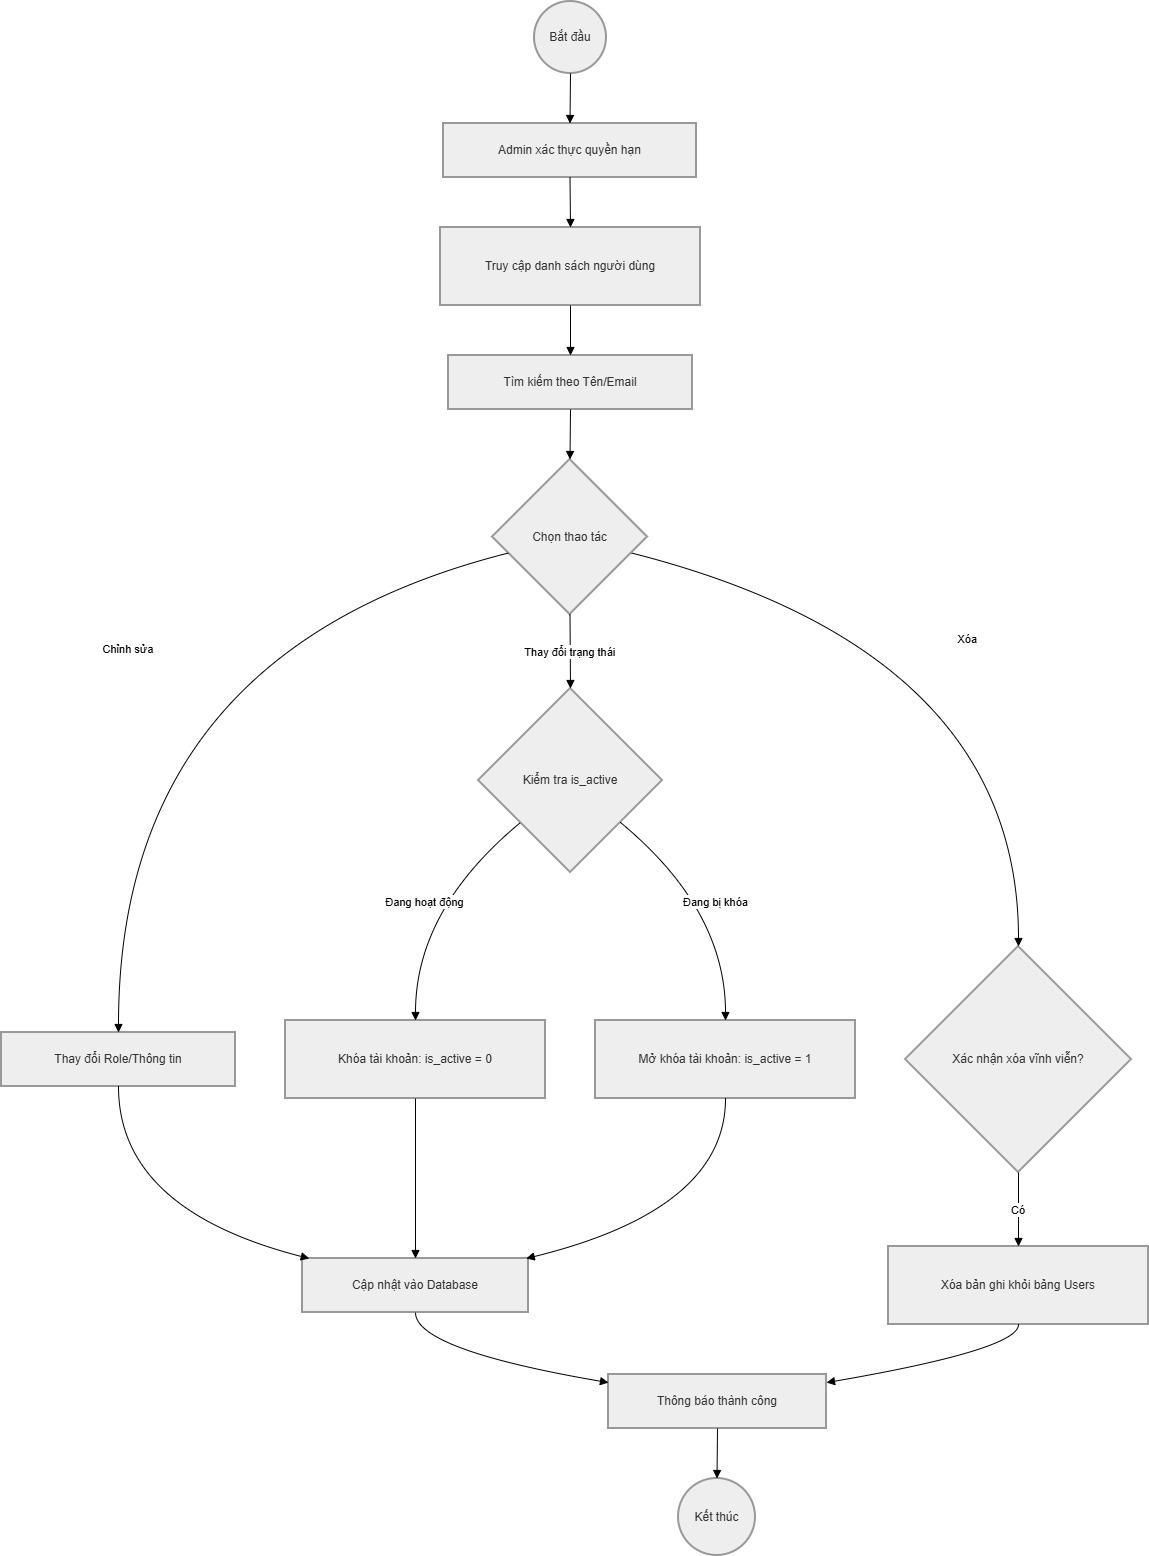 Bắt đầu
Admin xác thực quyền hạn
Truy cập danh sách người dùng
Tìm kiếm theo Tên/Email
Chọn thao tác
Chỉnh sửa
Thay đổi trạng thái
Xóa
Kiểm tra is_active
Đang hoạt động
Đang bị khóa
Thay đổi Role/Thông tin
Khóa tài khoản: is_active = 0
Mở khóa tài khoản: is_active = 1
Xác nhận xóa vĩnh viễn?
Có
Cập nhật vào Database
Xóa bản ghi khỏi bảng Users
Thông báo thành công
Kết thúc